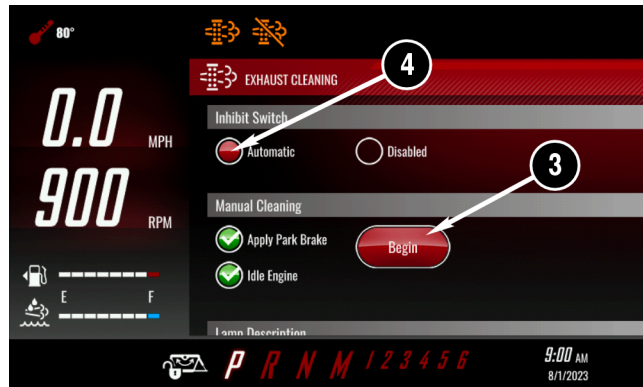 80°
EXHAUST CLEANING
4
Inhibit Switch
Automatic
Disabled
0.0 MPH
3
Manual Cleaning
900 RPM
Apply Park Brake
Begin
Idle Engine
E F
Lamp Description
P R N M 1 2 3 4 5 6
9:00 AM
8/1/2023